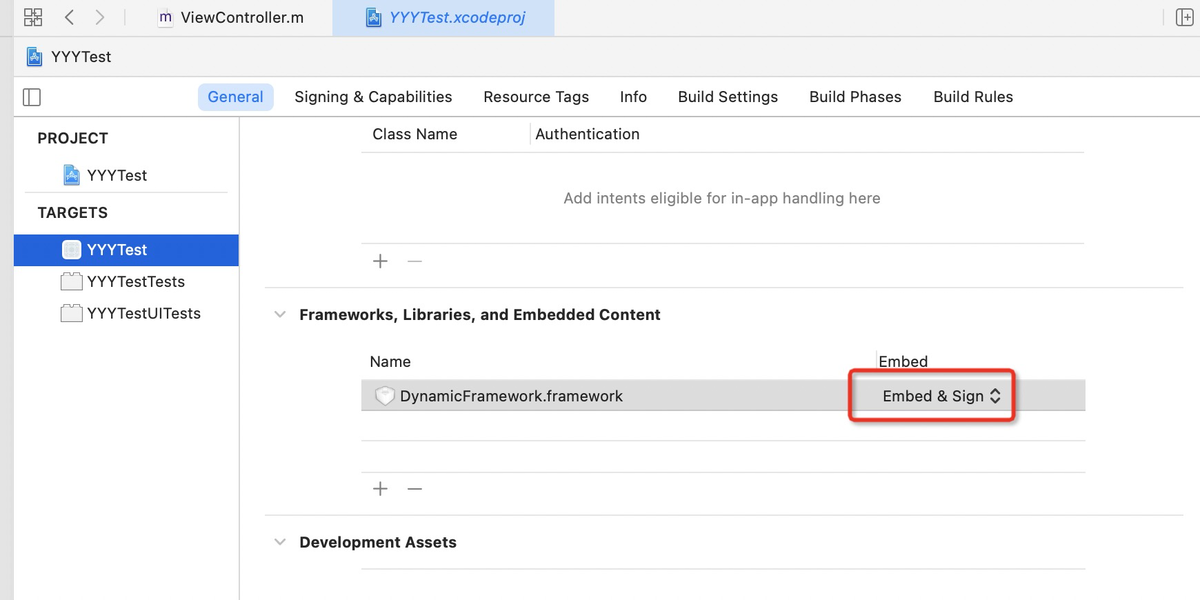 m ViewController.m YYYTest.xcodeproj
YYYTest
General Signing & Capabilities Resource Tags Info Build Settings Build Phases Build Rules
PROJECT
YYYTest
TARGETS
YYYTest
YYYTestTests
YYYTestUITests
Class Name Authentication
Add intents eligible for in-app handling here
Frameworks, Libraries, and Embedded Content
Name Embed
DynamicFramework.framework Embed & Sign
Development Assets